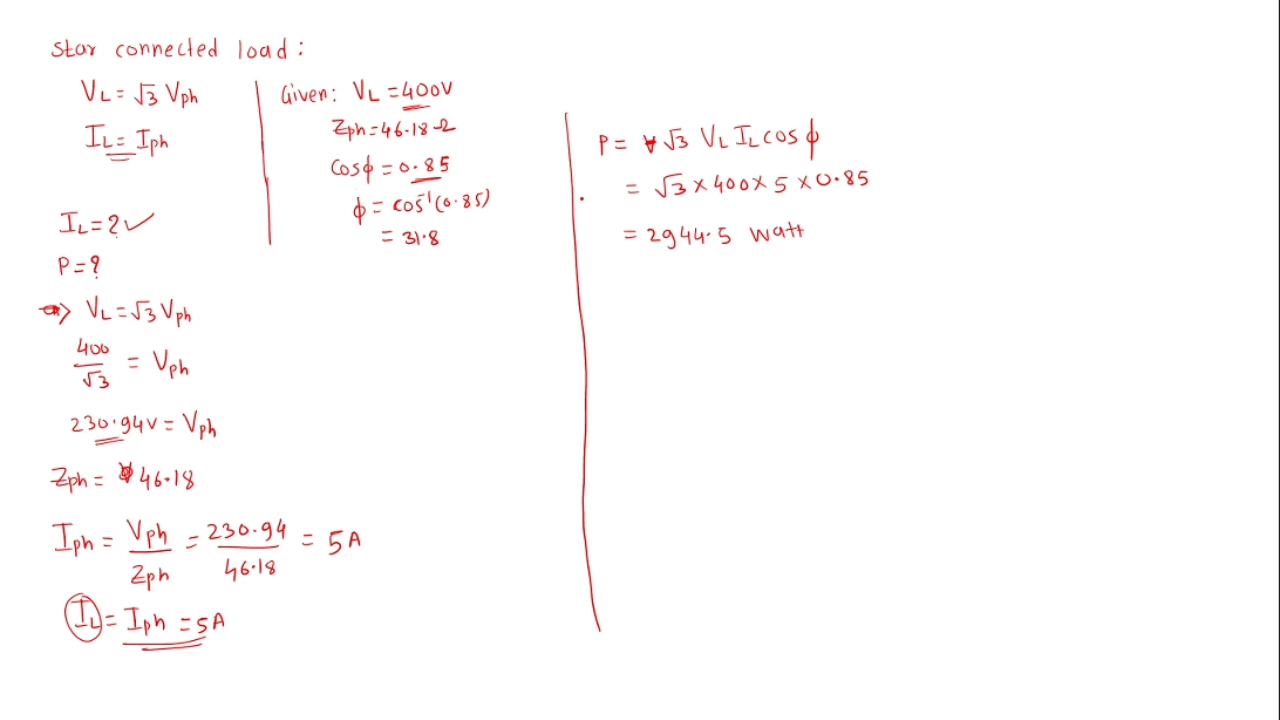 Star connected load:
VL = √3 Vph
IL = Iph
IL = ?
P = ?
Given: VL = 400V
Zph = 46.18 Ω
Cosϕ = 0.85
ϕ = cos⁻¹(0.85)
= 31.8
⇒ VL = √3 Vph
400/√3 = Vph
230.94V = Vph
Zph = 46.18
Iph = Vph/Zph = 230.94/46.18 = 5A
IL = Iph = 5A
P = √3 VL IL cos ϕ
= √3 × 400 × 5 × 0.85
= 2944.5 watt